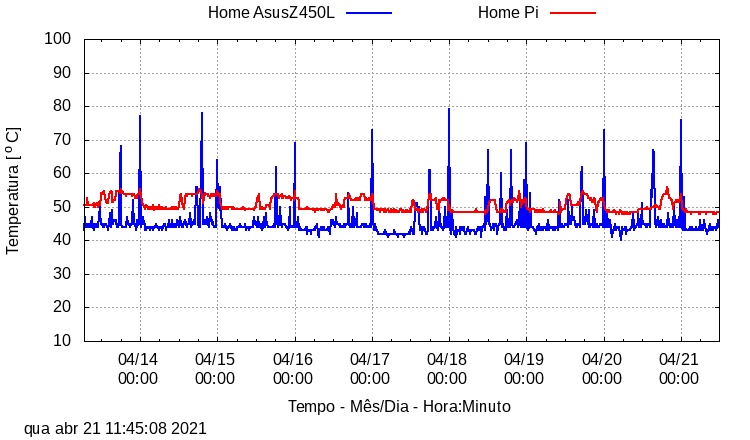 Home AsusZ450L Home Pi
100
90
80
70
60
50
40
30
20
10
Temperatura [ º C]
04/14 04/15 04/16 04/17 04/18 04/19 04/20 04/21
00:00 00:00 00:00 00:00 00:00 00:00 00:00 00:00
Tempo - Mês/Dia - Hora:Minuto
qua abr 21 11:45:08 2021